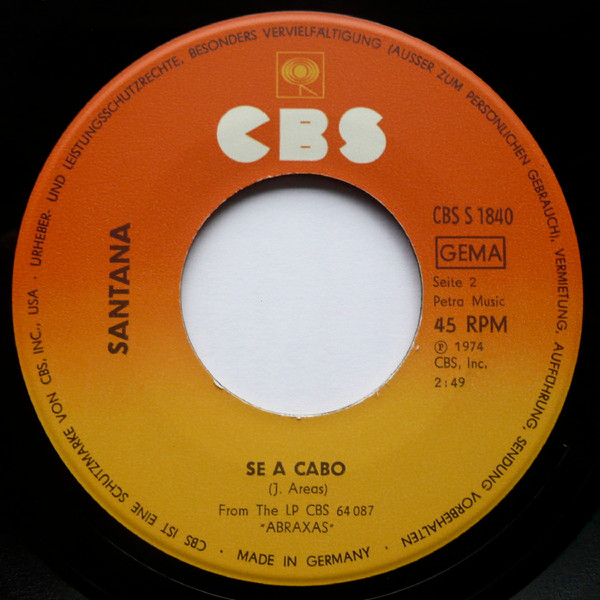 URHEBER- UND LEISTUNGSSCHUTZRECHTE, BESONDERS VERVIELFÄLTIGUNG (AUSSER ZUM PERSÖNLICHEN GEBRAUCH), VERMIETUNG, AUFFÜHRUNG, SENDUNG VORBEHALTEN
CBS
SANTANA
CBS S 1840
GEMA
Seite 2
Petra Music
45 RPM
Ⓟ 1974
CBS, Inc.
2:49
SE A CABO
(J. Areas)
From The LP CBS 64 087
"ABRAXAS"
· MADE IN GERMANY ·
CBS IST EINE SCHUTZMARKE VON CBS, INC., USA ·